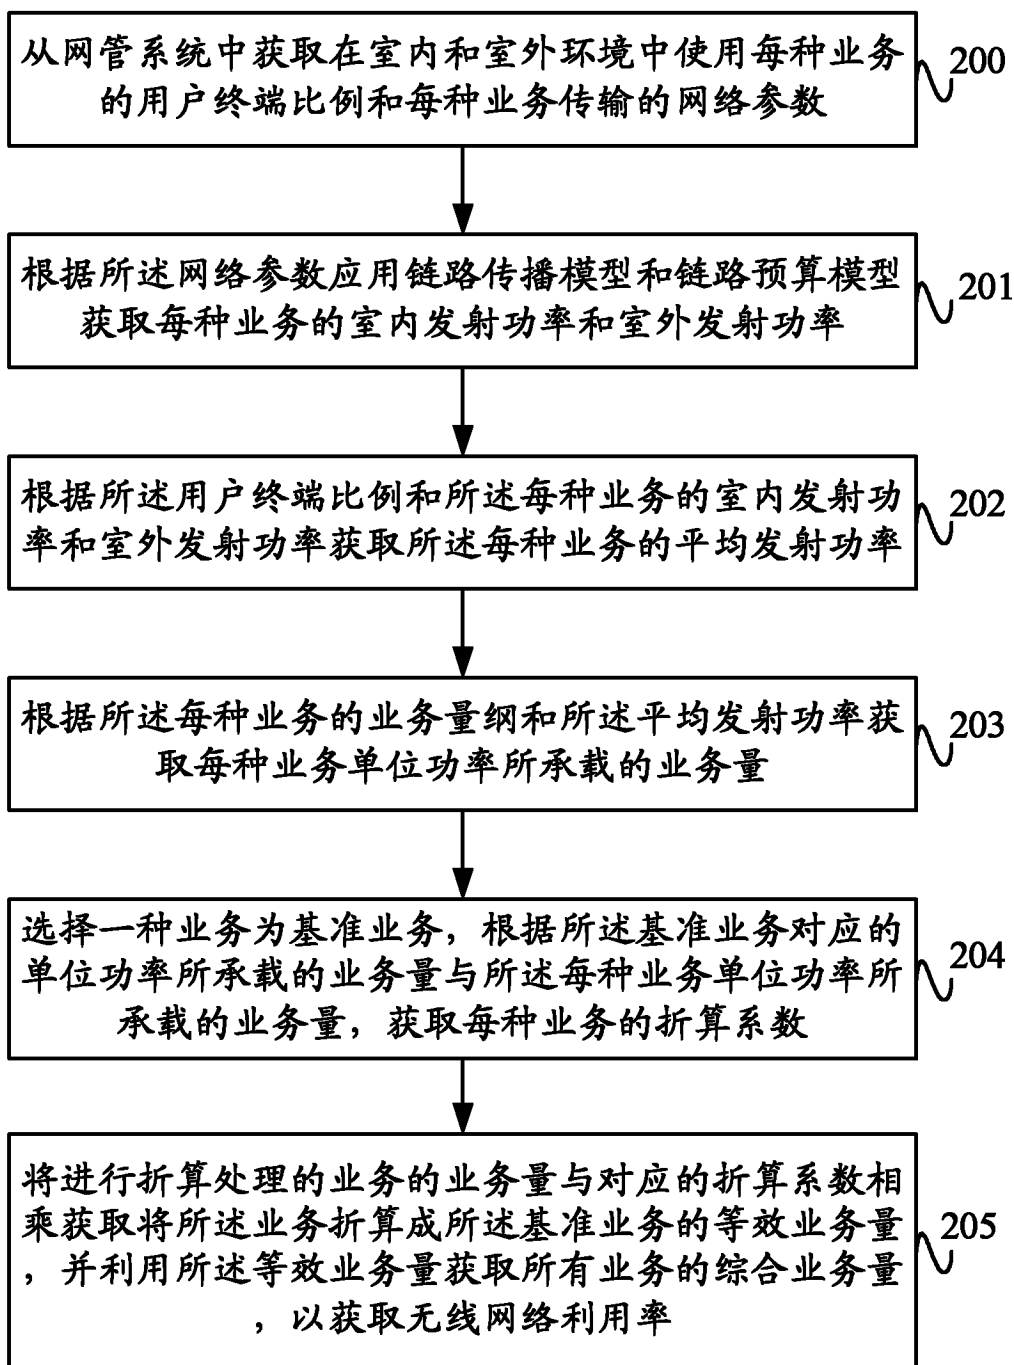 从网管系统中获取在室内和室外环境中使用每种业务
的用户终端比例和每种业务传输的网络参数
200
根据所述网络参数应用链路传播模型和链路预算模型
获取每种业务的室内发射功率和室外发射功率
201
根据所述用户终端比例和所述每种业务的室内发射功
率和室外发射功率获取所述每种业务的平均发射功率
202
根据所述每种业务的业务量纲和所述平均发射功率获
取每种业务单位功率所承载的业务量
203
选择一种业务为基准业务，根据所述基准业务对应的
单位功率所承载的业务量与所述每种业务单位功率所
承载的业务量，获取每种业务的折算系数
204
将进行折算处理的业务的业务量与对应的折算系数相
乘获取将所述业务折算成所述基准业务的等效业务量
，并利用所述等效业务量获取所有业务的综合业务量
，以获取无线网络利用率
205